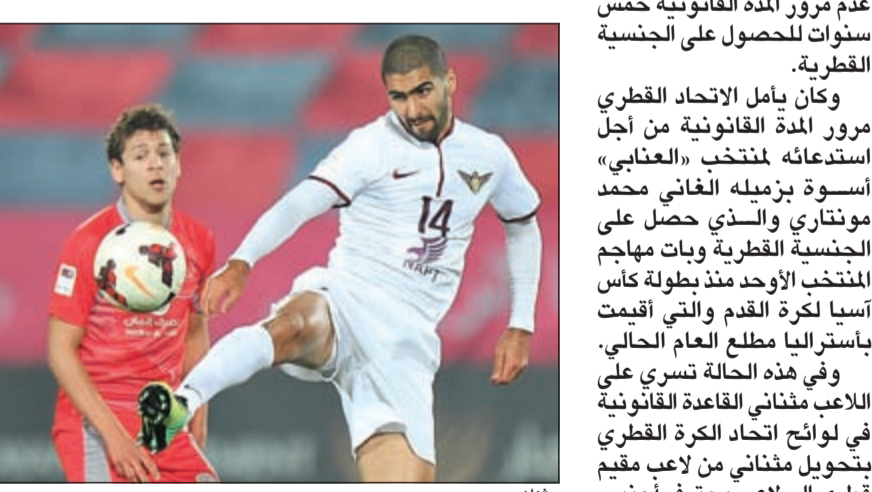 عدم مرور المدة القانونية خمس
سنوات للحصول على الجنسية
القطرية.
وكان يأمل الاتحاد القطري
مرور المدة القانونية من أجل
استدعائه لمنتخب «العنابي»
أســوة بزميله الغاني محمد
مونتاري والــذي حصل على
الجنسية القطرية وبات مهاجم
المنتخب الأوحد منذ بطولة كأس
آسيا لكرة القدم والتي أقيمت
بأستراليا مطلع العام الحالي.
وفي هذه الحالة تسري على
اللاعب مثناني القاعدة القانونية
في لوائح اتحاد الكرة القطري
بتحويل مثناني من لاعب مقيم
14
NAPT